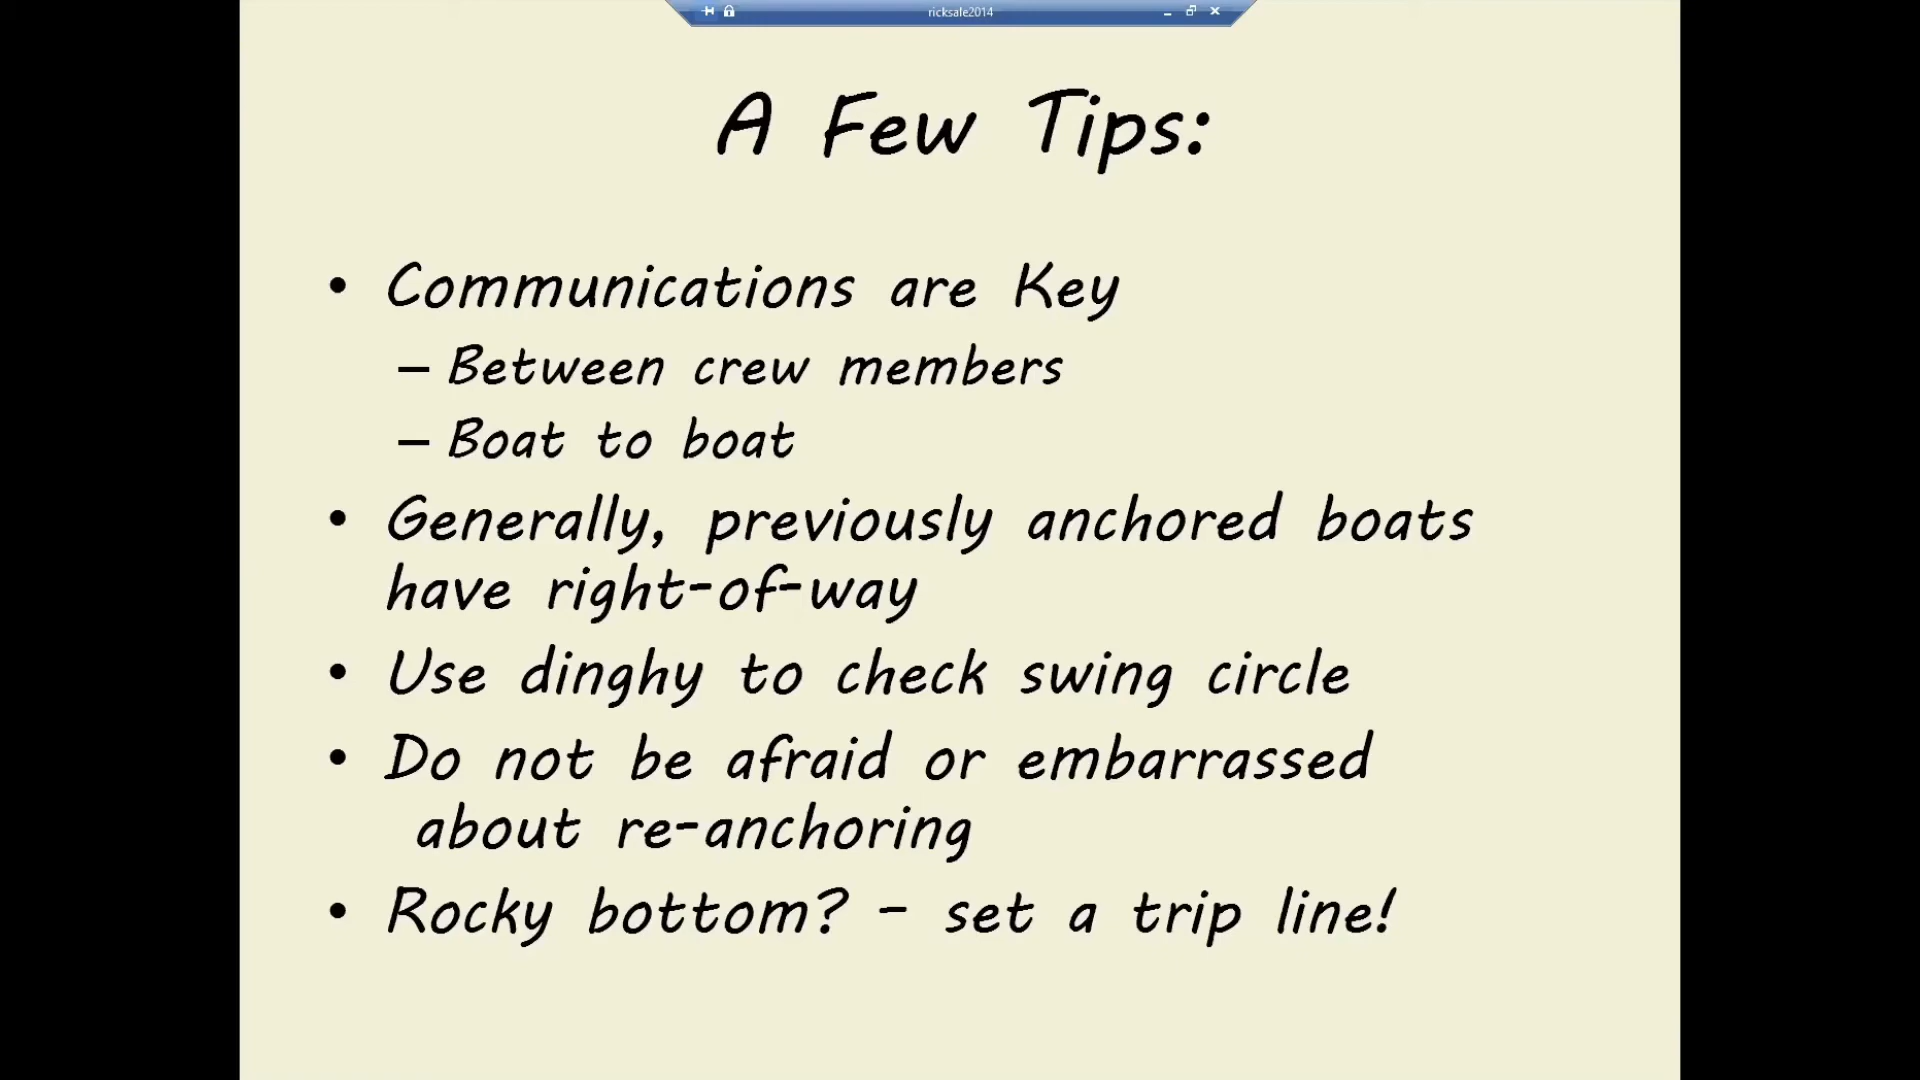 ricksale2014
A Few Tips:
• Communications are Key
– Between crew members
– Boat to boat
• Generally, previously anchored boats
have right-of-way
• Use dinghy to check swing circle
• Do not be afraid or embarrassed
about re-anchoring
• Rocky bottom? - set a trip line!